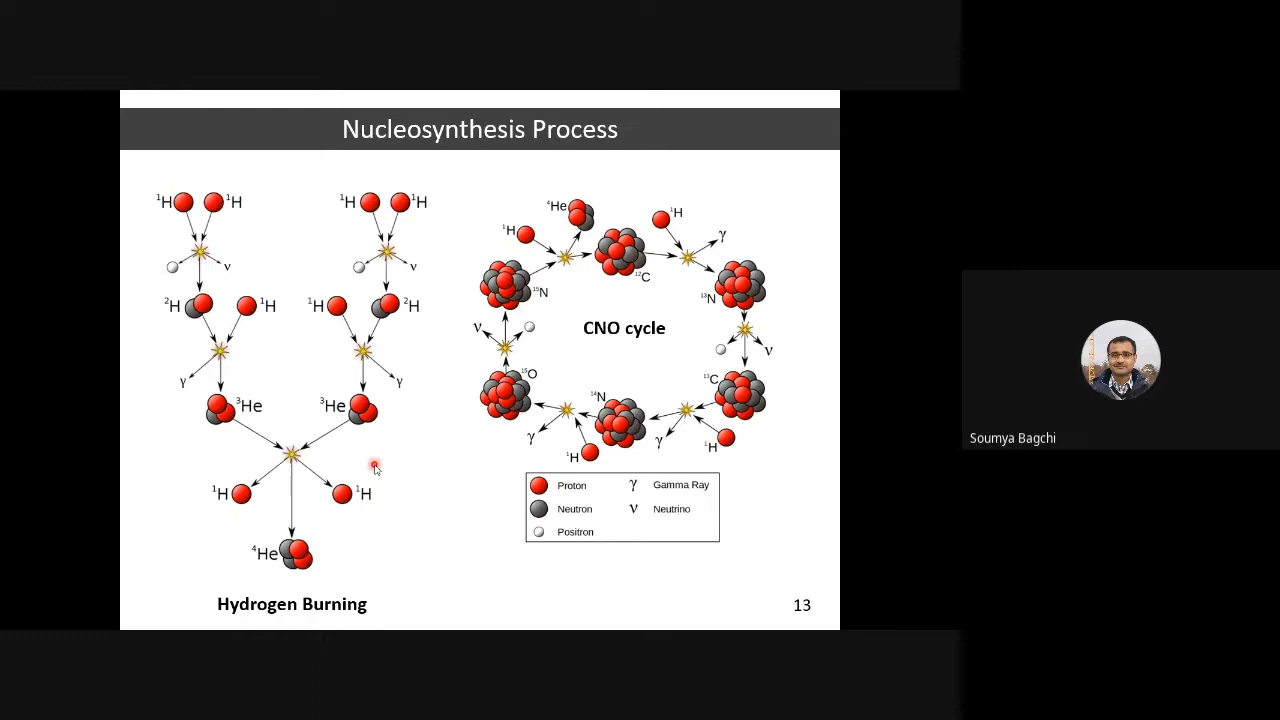 Nucleosynthesis Process
¹H ¹H ¹H ¹H
ν ν
²H ¹H ¹H ²H
γ γ
³He ³He
¹H ¹H
⁴He
Hydrogen Burning
⁴He ¹H
¹H γ
¹²C
¹⁵N ¹³N
ν ν
CNO cycle
¹⁵O ¹³C
¹⁴N
γ γ
¹H ¹H
Proton γ Gamma Ray
Neutron ν Neutrino
Positron
13
Soumya Bagchi